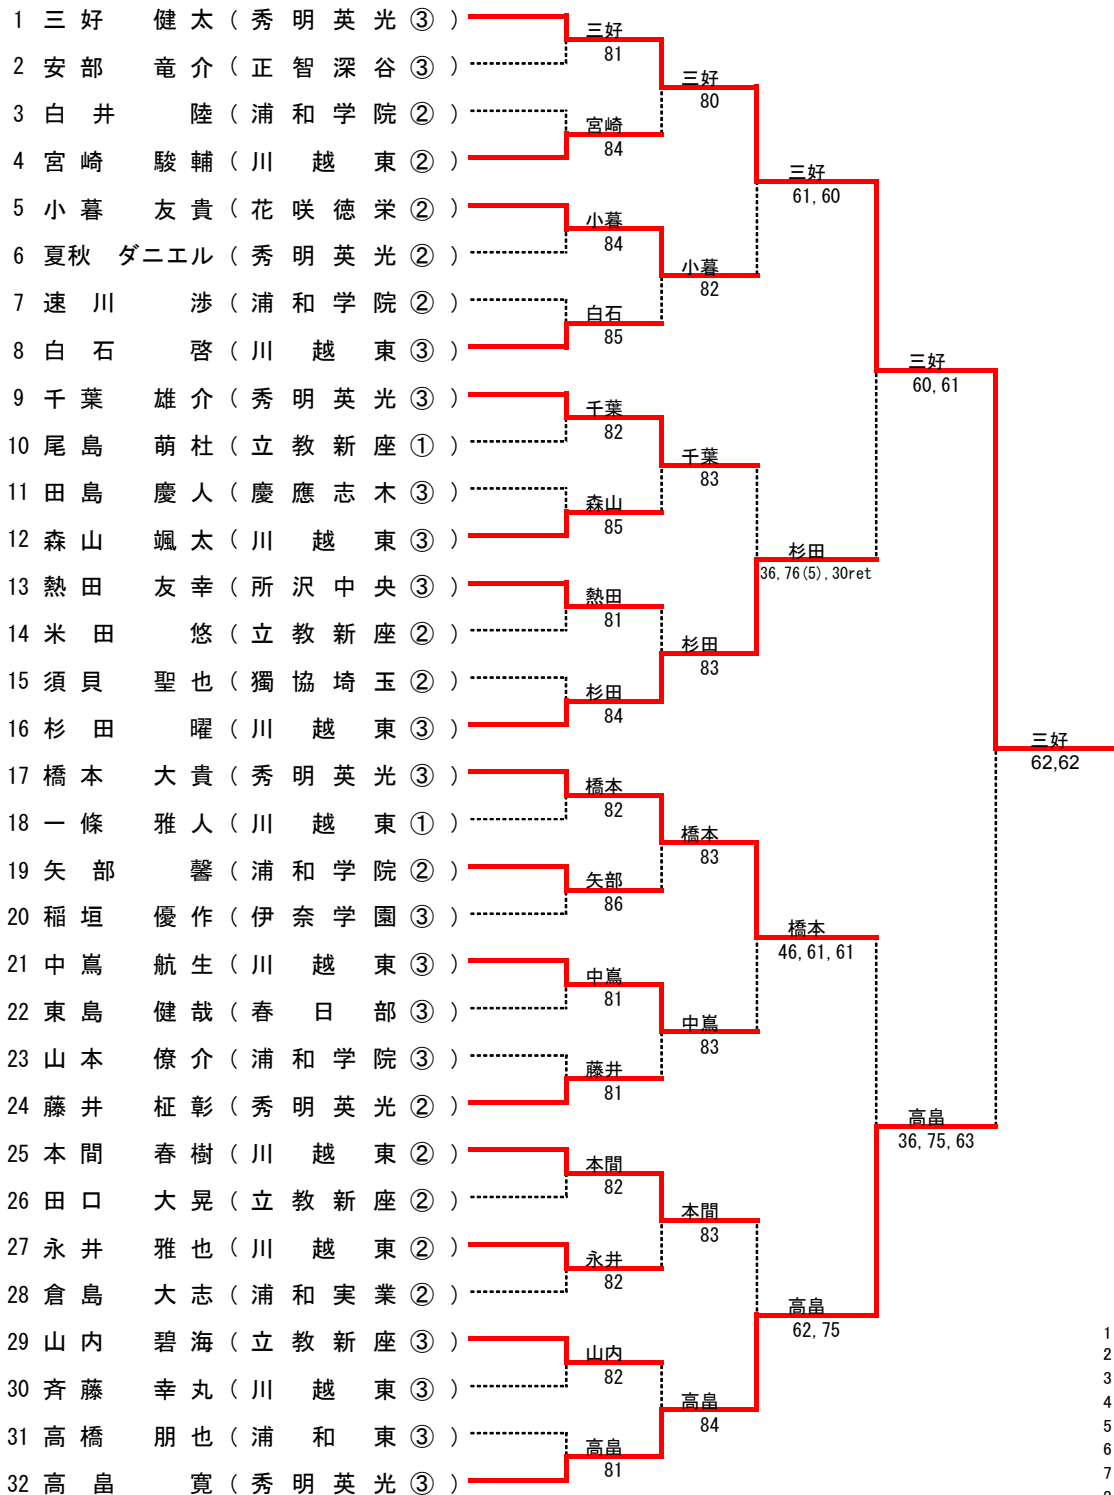 1 三好 健太（秀明英光③）
2 安部 竜介（正智深谷③）
3 白井 陸（浦和学院②）
4 宮崎 駿輔（川越東②）
5 小暮 友貴（花咲徳栄②）
6 夏秋 ダニエル（秀明英光②）
7 速川 渉（浦和学院②）
8 白石 啓（川越東③）
9 千葉 雄介（秀明英光③）
10 尾島 萌杜（立教新座①）
11 田島 慶人（慶應志木③）
12 森山 颯太（川越東③）
13 熱田 友幸（所沢中央③）
14 米田 悠（立教新座②）
15 須貝 聖也（獨協埼玉②）
16 杉田 曜（川越東③）
17 橋本 大貴（秀明英光③）
18 一條 雅人（川越東①）
19 矢部 馨（浦和学院②）
20 稲垣 優作（伊奈学園③）
21 中嶌 航生（川越東③）
22 東島 健哉（春日部③）
23 山本 僚介（浦和学院③）
24 藤井 柾彰（秀明英光②）
25 本間 春樹（川越東②）
26 田口 大晃（立教新座②）
27 永井 雅也（川越東②）
28 倉島 大志（浦和実業②）
29 山内 碧海（立教新座③）
30 斉藤 幸丸（川越東③）
31 高橋 朋也（浦和東③）
32 高畠 寛（秀明英光③）
三好
81
宮崎
84
小暮
84
白石
85
千葉
82
森山
85
熱田
81
杉田
84
橋本
82
矢部
86
中嶌
81
藤井
81
本間
82
永井
82
山内
82
高畠
81
三好
80
小暮
82
千葉
83
杉田
83
橋本
83
中嶌
83
本間
83
高畠
84
三好
61,60
杉田
36,76(5),30ret
橋本
46,61,61
高畠
62,75
三好
60,61
高畠
36,75,63
三好
62,62
1
2
3
4
5
6
7